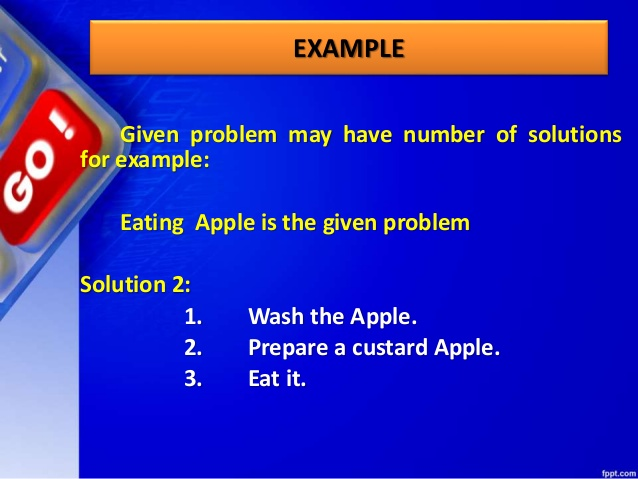 EXAMPLE
GO!
Given problem may have number of solutions
for example:
Eating Apple is the given problem
Solution 2:
1. Wash the Apple.
2. Prepare a custard Apple.
3. Eat it.
fppt.com